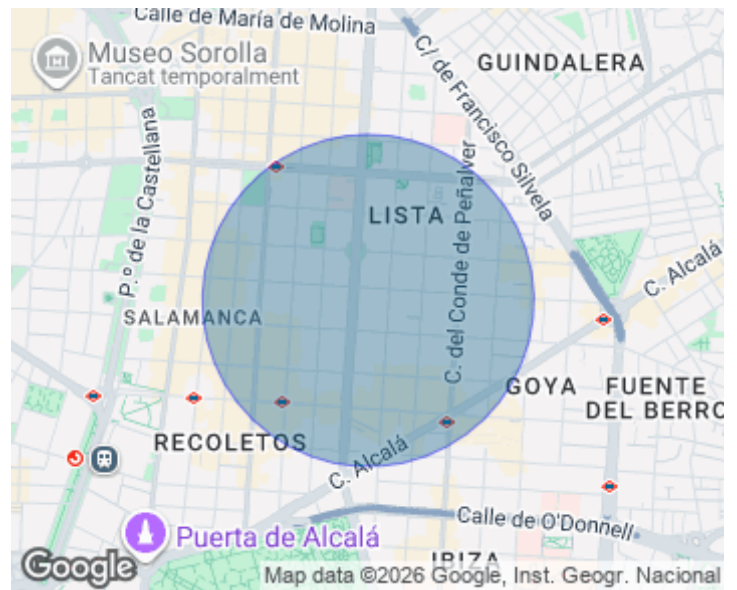 Calle de María de Molina
Museo Sorolla
Tancat temporalment
C/ de Francisco Silvela
GUINDALERA
P.º de la Castellana
LISTA
C. del Conde de Peñalver
C. Alcalá
SALAMANCA
GOYA
FUENTE
DEL BERRO
RECOLETOS
C. Alcalá
Calle de O'Donnell
Puerta de Alcalá
IBIZA
Google
Map data ©2026 Google, Inst. Geogr. Nacional